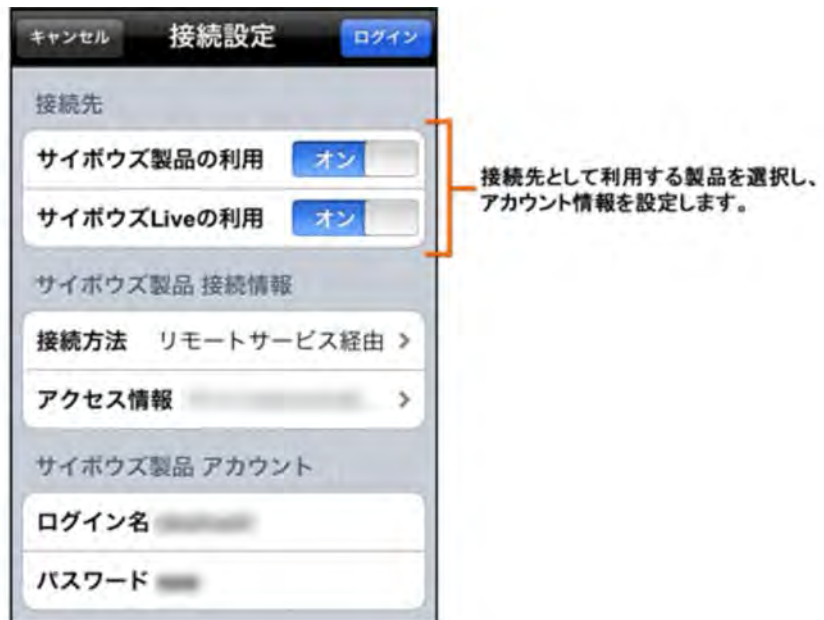 キャンセル
接続設定
ログイン
接続先
サイボウズ製品の利用 オン
サイボウズLiveの利用 オン
接続先として利用する製品を選択し、
アカウント情報を設定します。
サイボウズ製品 接続情報
接続方法 リモートサービス経由 >
アクセス情報 >
サイボウズ製品 アカウント
ログイン名
パスワード